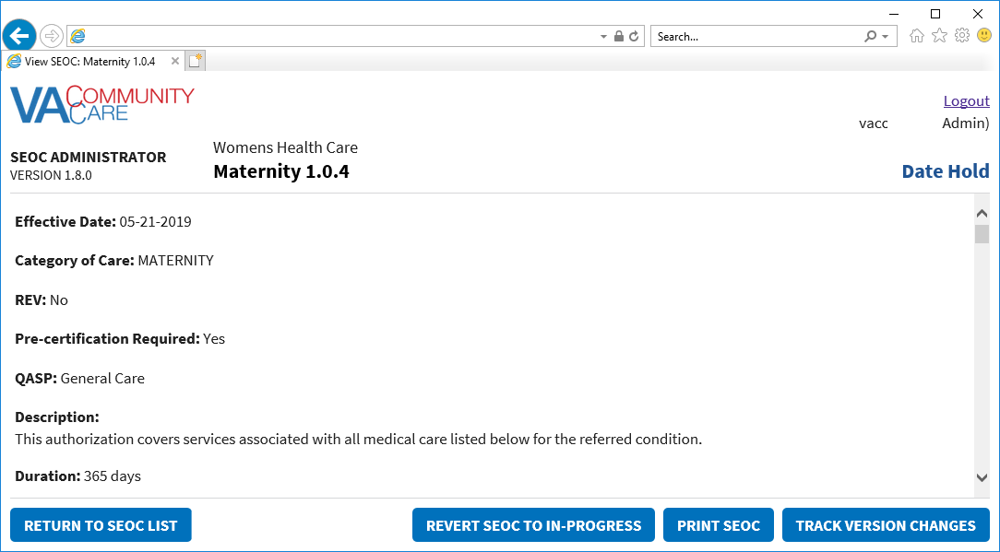 Search...
View SEOC: Maternity 1.0.4
VA COMMUNITY CARE
Logout
vacc Admin)
Womens Health Care
SEOC ADMINISTRATOR
Maternity 1.0.4
VERSION 1.8.0
Date Hold
Effective Date: 05-21-2019
Category of Care: MATERNITY
REV: No
Pre-certification Required: Yes
QASP: General Care
Description:
This authorization covers services associated with all medical care listed below for the referred condition.
Duration: 365 days
RETURN TO SEOC LIST
REVERT SEOC TO IN-PROGRESS
PRINT SEOC
TRACK VERSION CHANGES